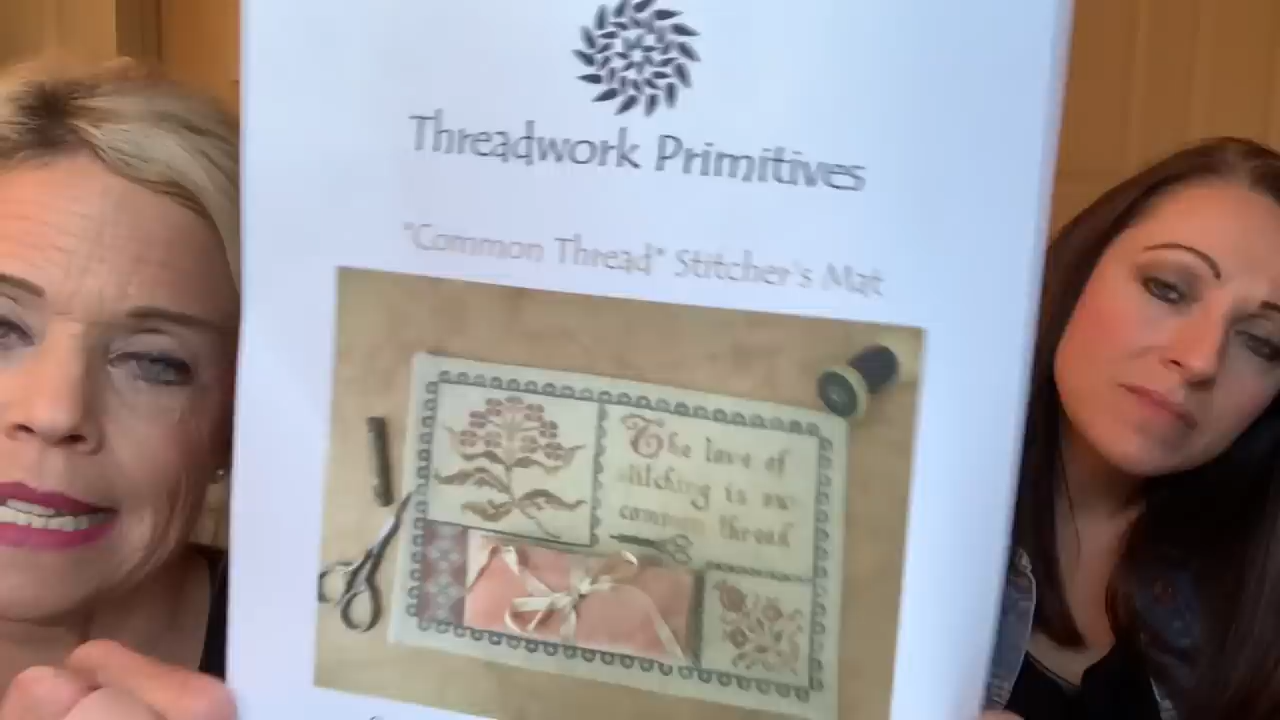 Threadwork Primitives
"Common Thread" Stitcher's Mat
The love of
stitching is our
common thread